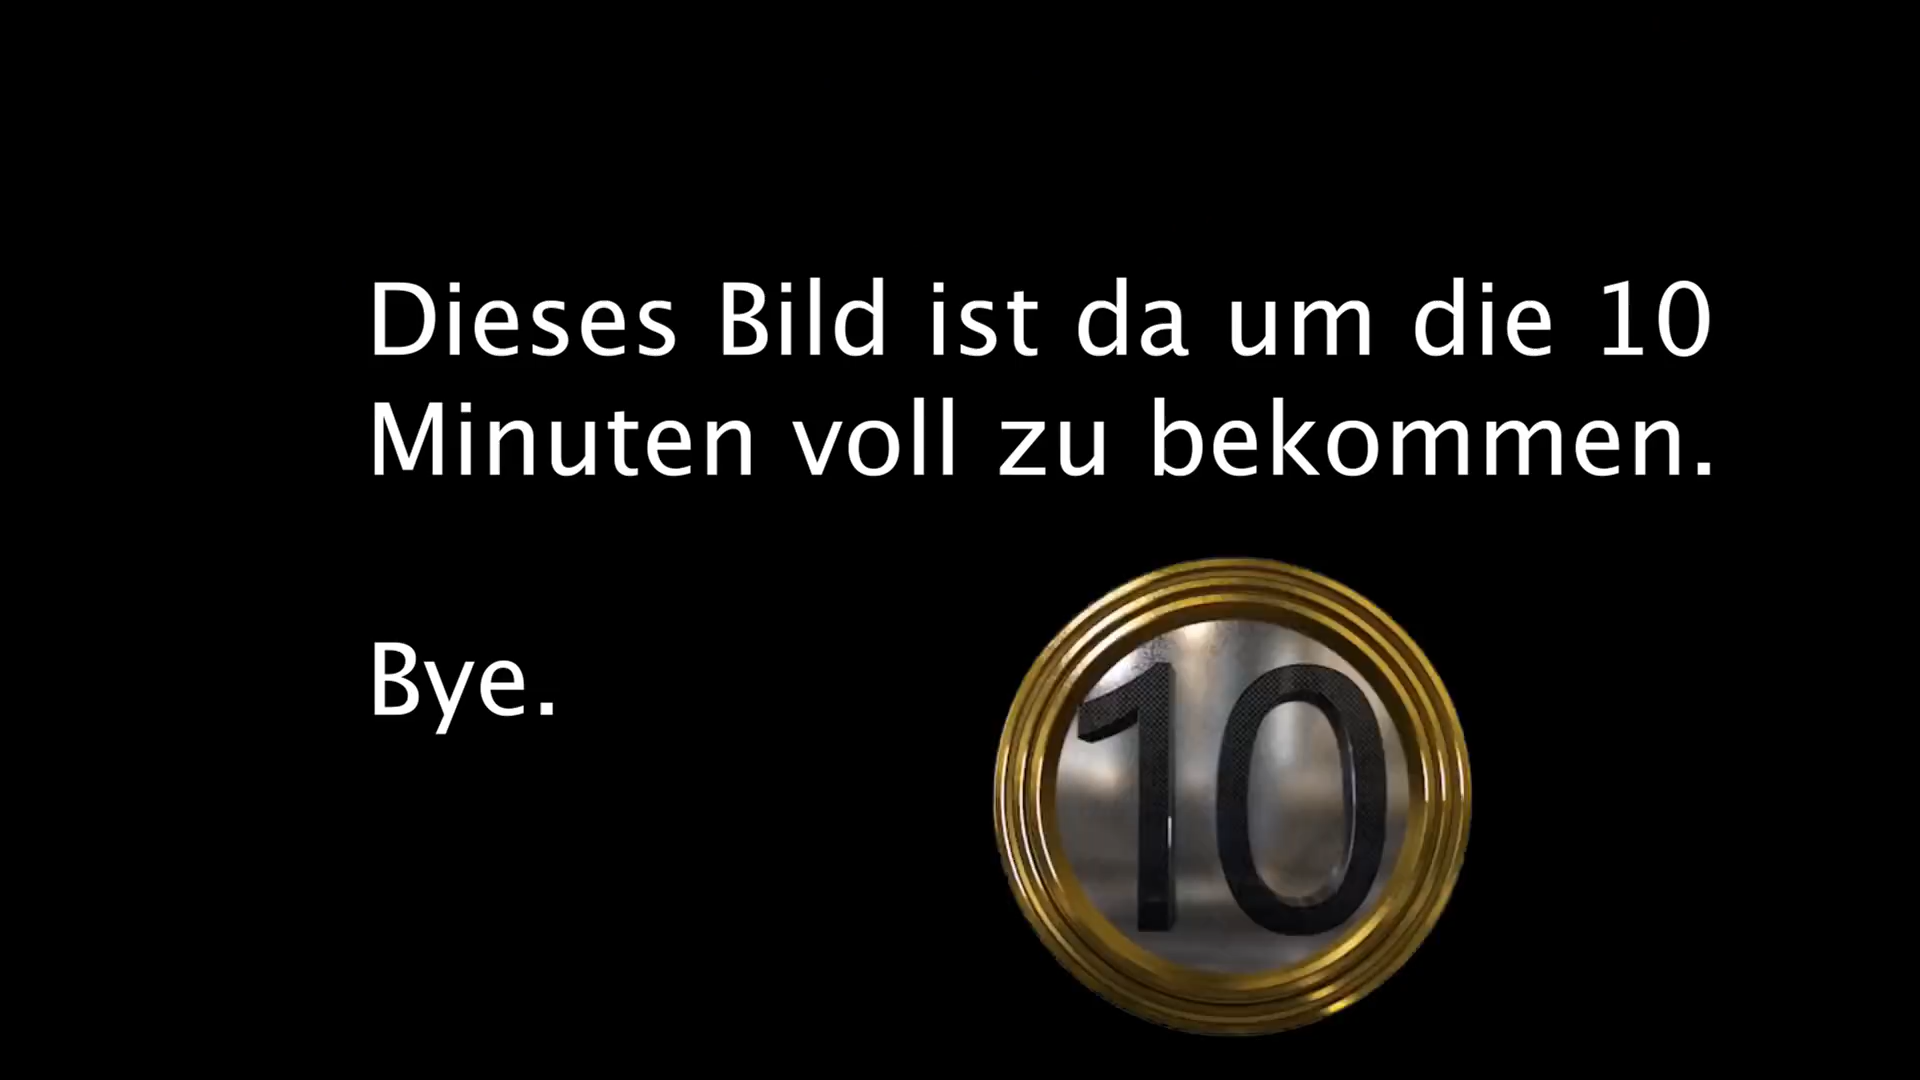 Dieses Bild ist da um die 10
Minuten voll zu bekommen.
Bye.
10